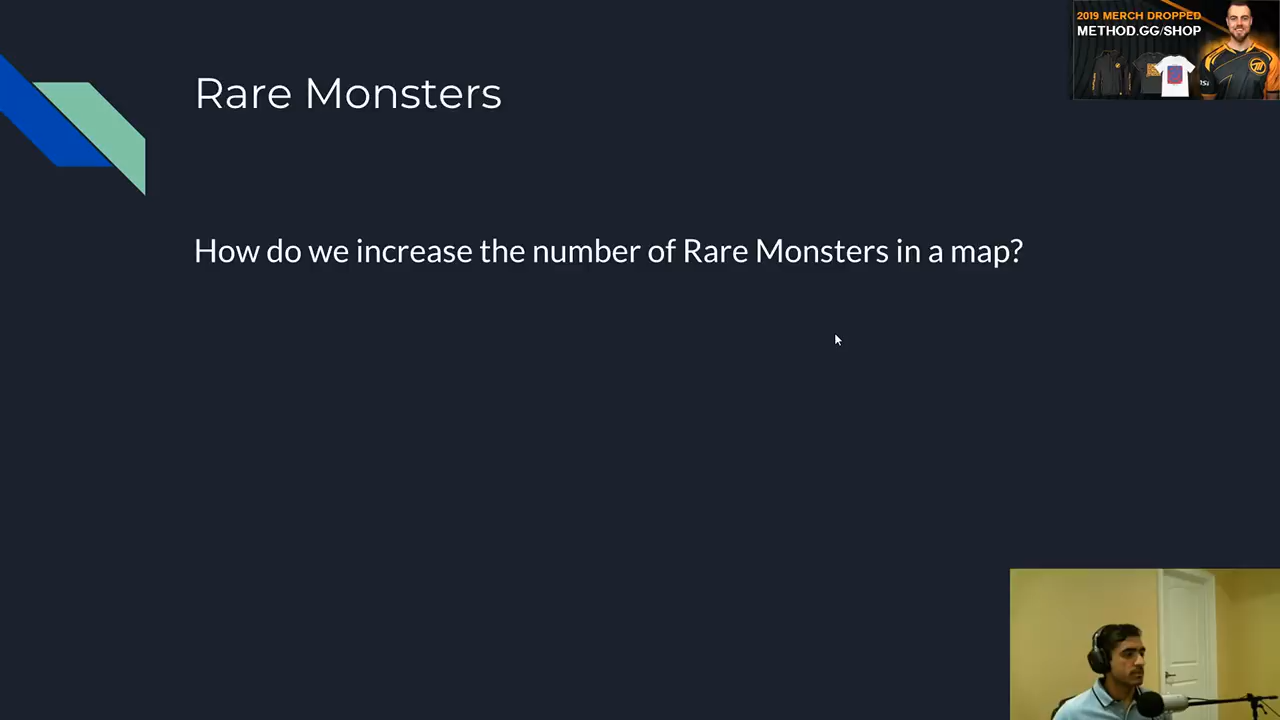 2019 MERCH DROPPED
METHOD.GG/SHOP
Rare Monsters
How do we increase the number of Rare Monsters in a map?